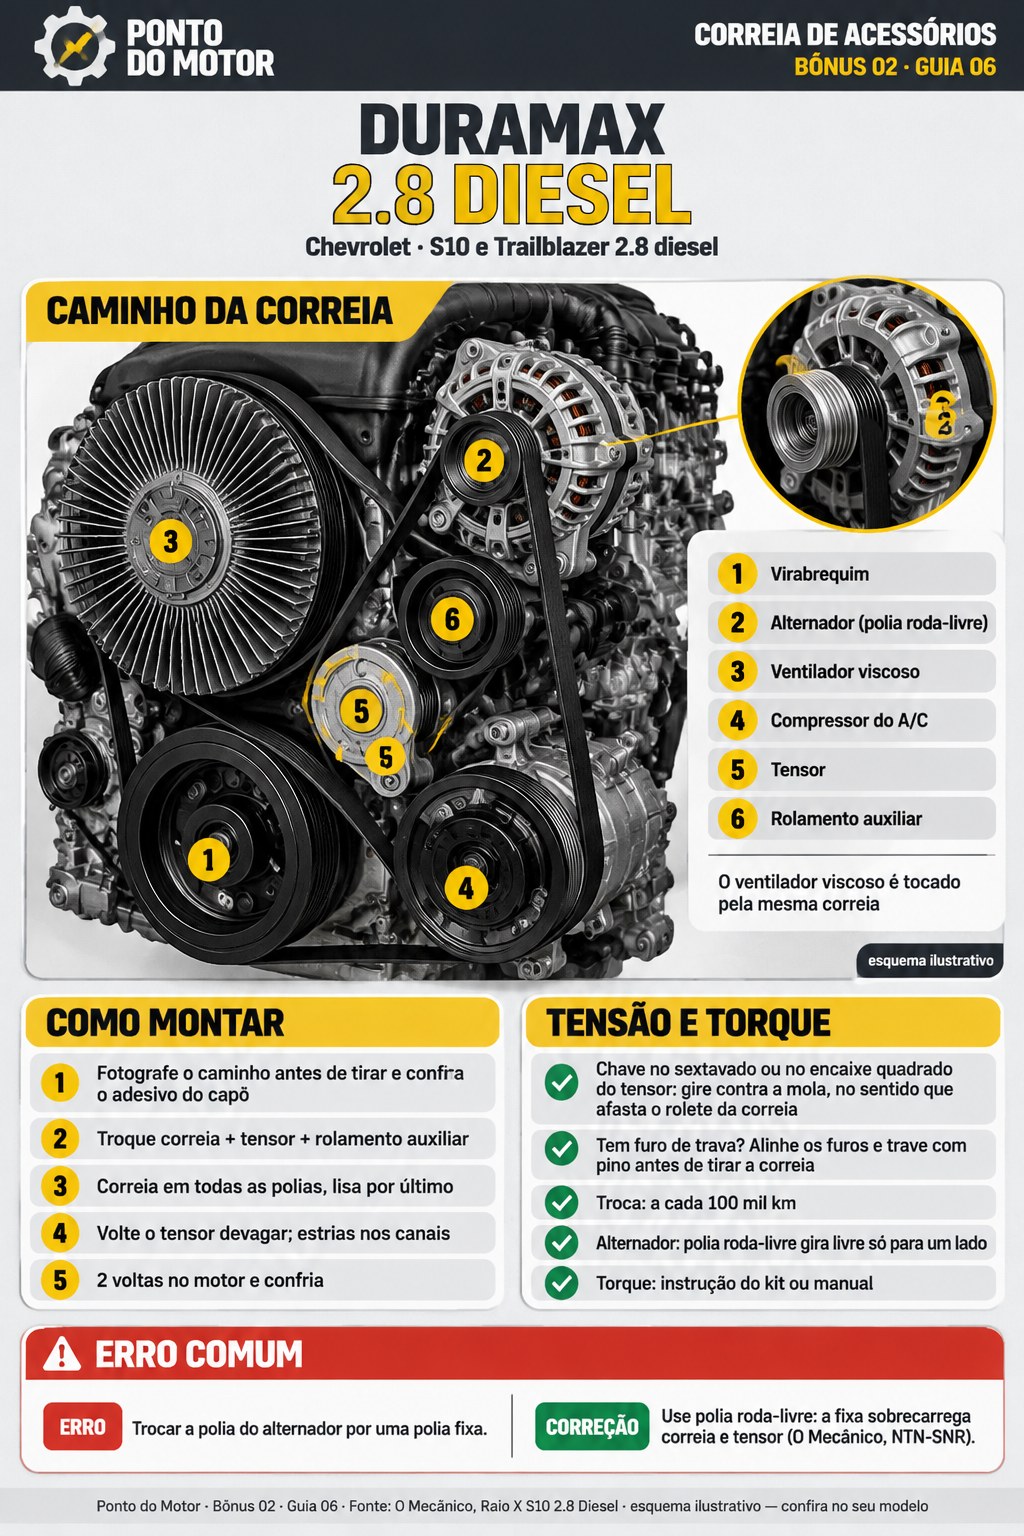 PONTO
DO MOTOR
CORREIA DE ACESSÓRIOS
BÔNUS 02 · GUIA 06
DURAMAX
2.8 DIESEL
Chevrolet · S10 e Trailblazer 2.8 diesel
CAMINHO DA CORREIA
2
3
6
5
5
1
4
1 Virabrequim
2 Alternador (polia roda-livre)
3 Ventilador viscoso
4 Compressor do A/C
5 Tensor
6 Rolamento auxiliar
O ventilador viscoso é tocado
pela mesma correia
esquema ilustrativo
COMO MONTAR
1 Fotografe o caminho antes de tirar e confira
o adesivo do capö
2 Troque correia + tensor + rolamento auxiliar
3 Correia em todas as polias, lisa por último
4 Volte o tensor devagar; estrias nos canais
5 2 voltas no motor e confria
TENSÃO E TORQUE
Chave no sextavado ou no encaixe quadrado
do tensor: gire contra a mola, no sentido que
afasta o rolete da correia
Tem furo de trava? Alinhe os furos e trave com
pino antes de tirar a correia
Troca: a cada 100 mil km
Alternador: polia roda-livre gira livre só para um lado
Torque: instrução do kit ou manual
ERRO COMUM
ERRO
Trocar a polia do alternador por uma polia fixa.
CORREÇÃO
Use polia roda-livre: a fixa sobrecarrega
correia e tensor (O Mecânico, NTN-SNR).
Ponto do Motor · Bônus 02 · Guia 06 · Fonte: O Mecânico, Raio X S10 2.8 Diesel · esquema ilustrativo — confira no seu modelo